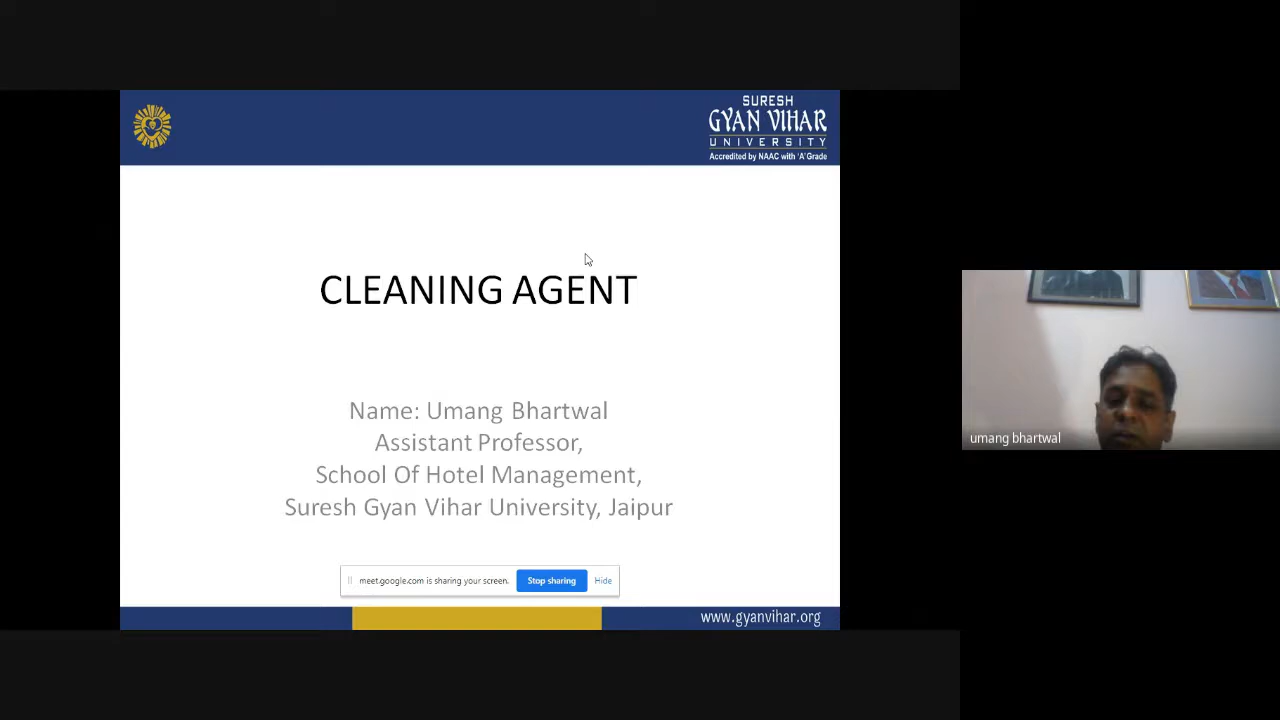 SURESH
GYAN VIHAR
UNIVERSITY
Accredited by NAAC with 'A' Grade
CLEANING AGENT
Name: Umang Bhartwal
Assistant Professor,
School Of Hotel Management,
Suresh Gyan Vihar University, Jaipur
meet.google.com is sharing your screen.
Stop sharing
Hide
www.gyanvihar.org
umang bhartwal